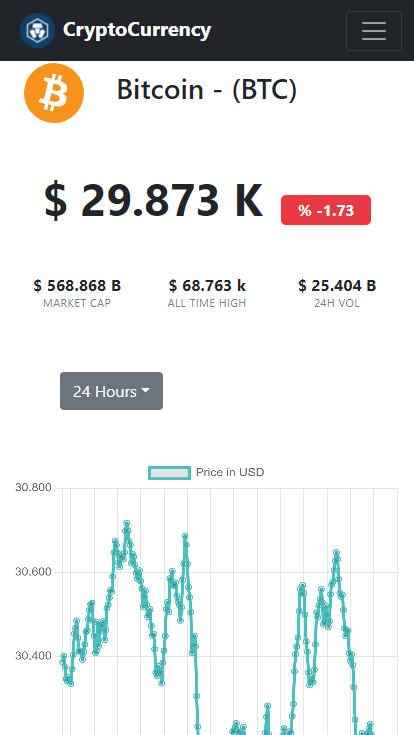 CryptoCurrency
Bitcoin - (BTC)
$ 29.873 K % -1.73
$ 568.868 B $ 68.763 k $ 25.404 B
MARKET CAP ALL TIME HIGH 24H VOL
24 Hours
Price in USD
30.800
30.600
30.400